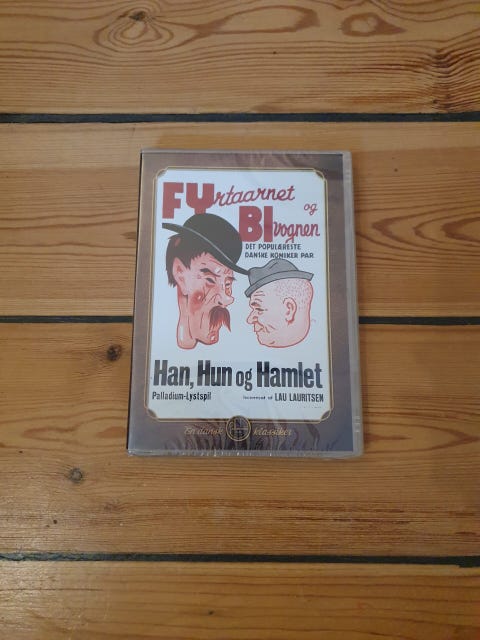 FYrtaarnet
og
BIvognen
DET POPULÆRESTE
DANSKE KOMIKER PAR
Han, Hun og Hamlet
Palladium-Lystspil
Iscenesat af LAU LAURITSEN
En dansk klassiker